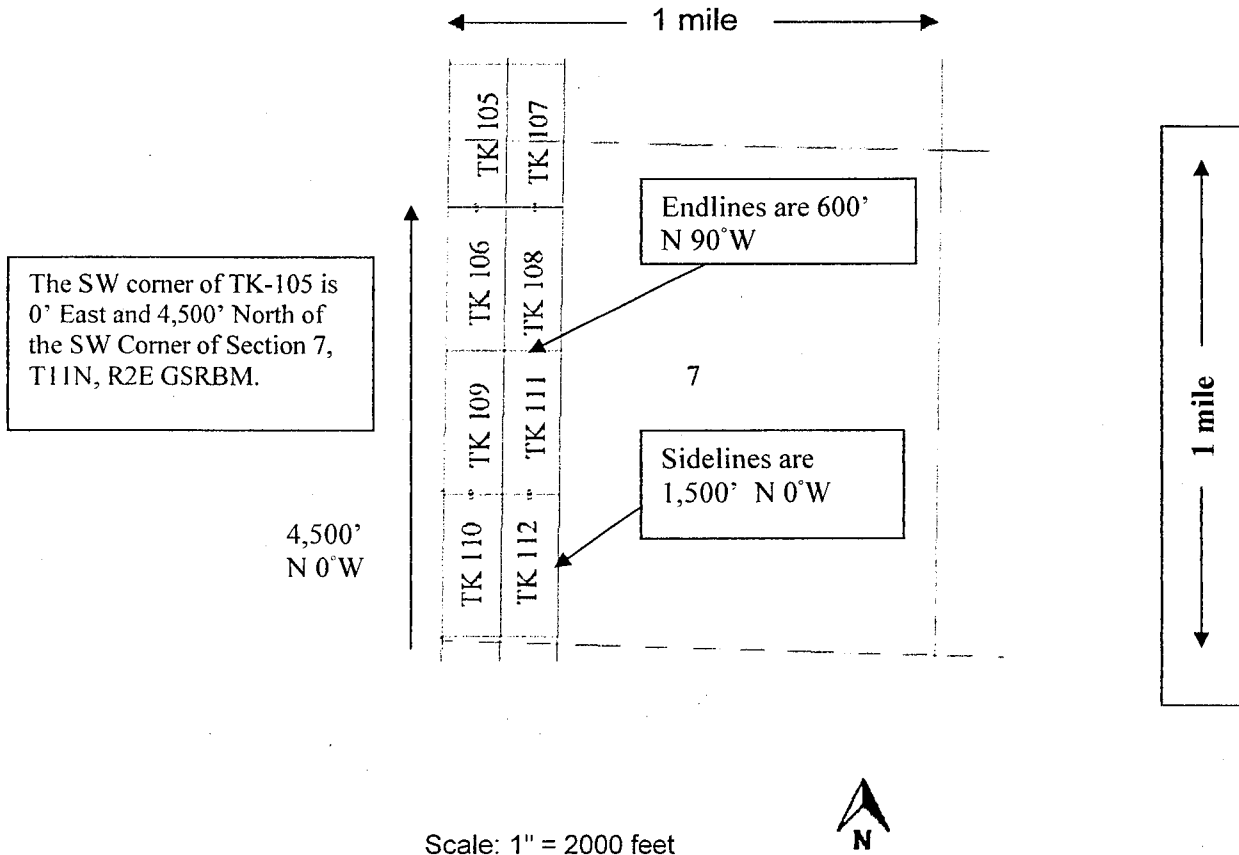 1 mile
TK 105
TK 107
Endlines are 600'
N 90°W
The SW corner of TK-105 is
0' East and 4,500' North of
the SW Corner of Section 7,
T11N, R2E GSRBM.
TK 106
TK 108
7
TK 109
TK 111
1 mile
Sidelines are
1,500' N 0°W
4,500'
N 0°W
TK 110
TK 112
Scale: 1" = 2000 feet
N